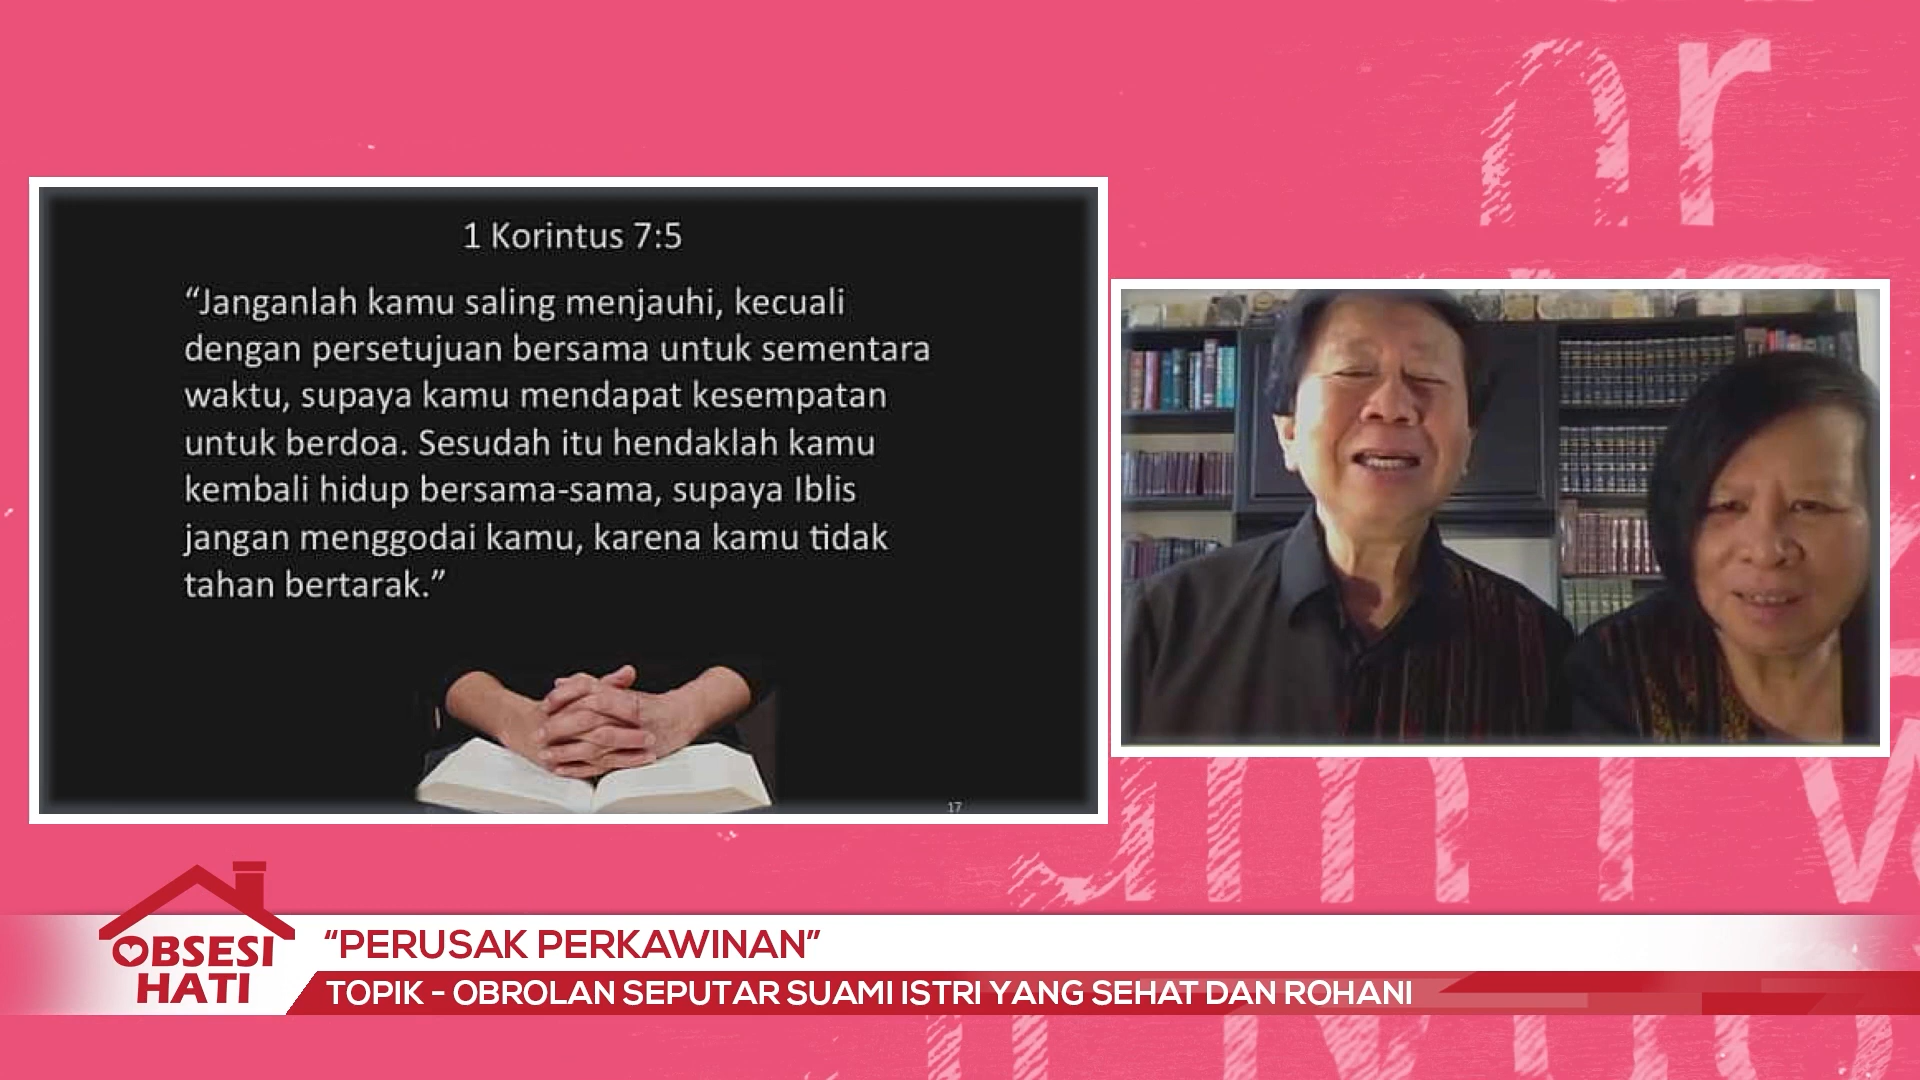 1 Korintus 7:5
“Janganlah kamu saling menjauhi, kecuali
dengan persetujuan bersama untuk sementara
waktu, supaya kamu mendapat kesempatan
untuk berdoa. Sesudah itu hendaklah kamu
kembali hidup bersama-sama, supaya Iblis
jangan menggodai kamu, karena kamu tidak
tahan bertarak.”
17
OBSESI
HATI
“PERUSAK PERKAWINAN”
TOPIK - OBROLAN SEPUTAR SUAMI ISTRI YANG SEHAT DAN ROHANI